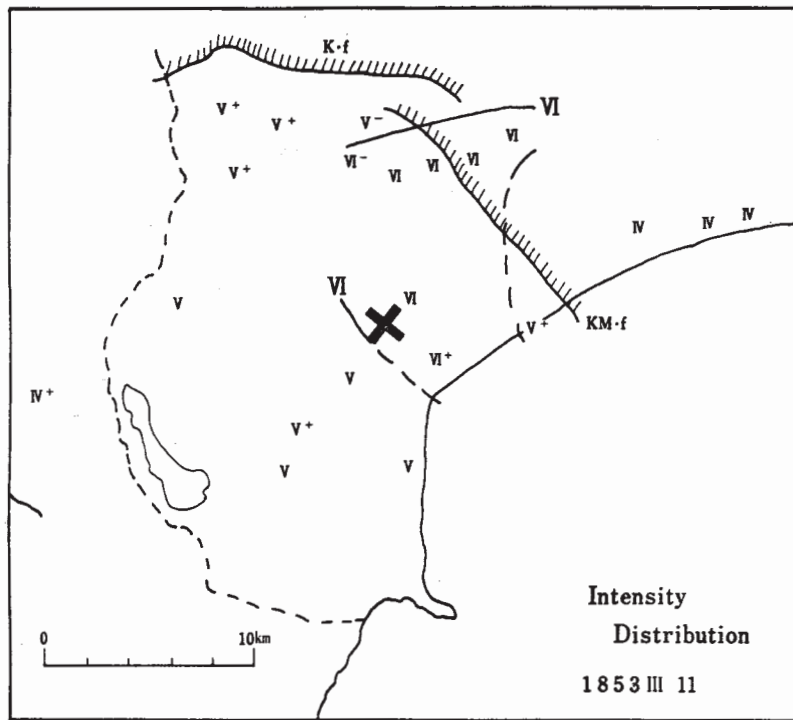 K·f
V+
V+
V−
VI
VI
VI−
VI
VI
VI
V+
IV
IV
IV
VI
VI
V
V+
KM·f
VI+
V
IV+
V+
V
V
0 10km
Intensity
Distribution
1853 III 11